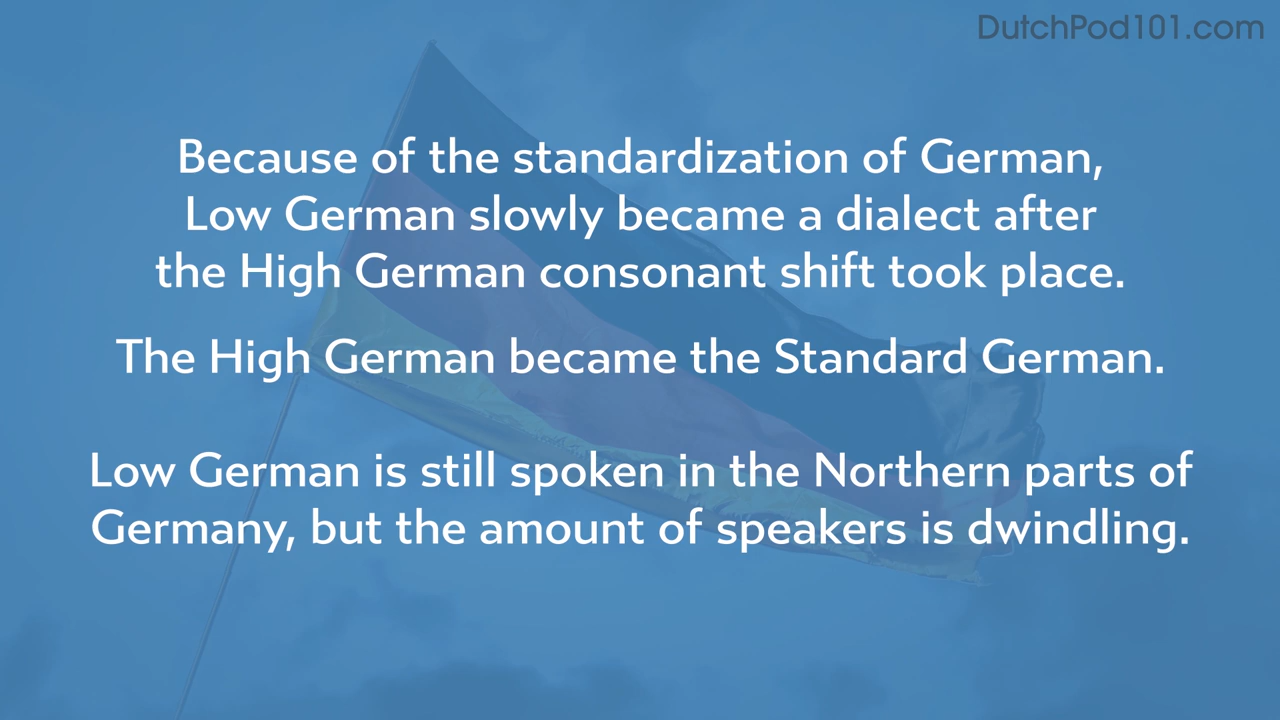 DutchPod101.com
Because of the standardization of German,
Low German slowly became a dialect after
the High German consonant shift took place.
The High German became the Standard German.
Low German is still spoken in the Northern parts of
Germany, but the amount of speakers is dwindling.